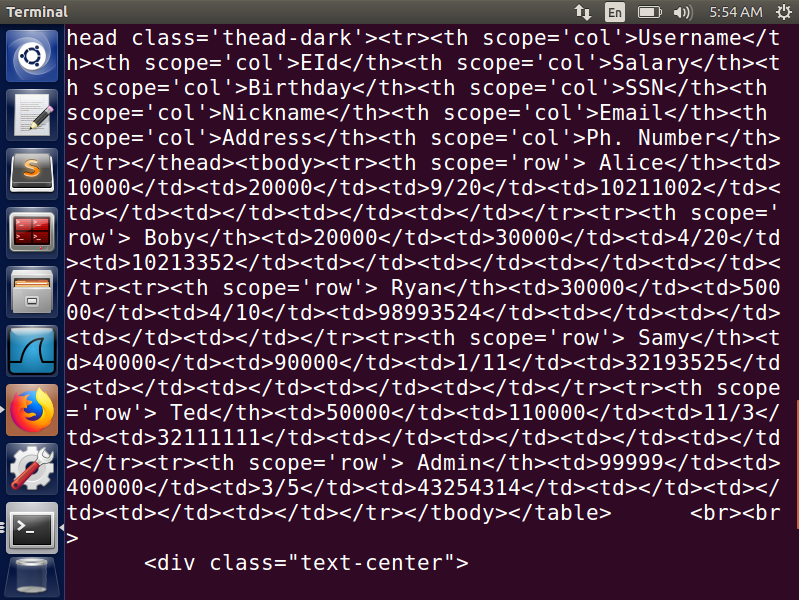 Terminal En 5:54 AM
head class='thead-dark'><tr><th scope='col'>Username</t
h><th scope='col'>EId</th><th scope='col'>Salary</th><t
h scope='col'>Birthday</th><th scope='col'>SSN</th><th 
scope='col'>Nickname</th><th scope='col'>Email</th><th 
scope='col'>Address</th><th scope='col'>Ph. Number</th>
</tr></thead><tbody><tr><th scope='row'> Alice</th><td>
10000</td><td>20000</td><td>9/20</td><td>10211002</td><
td></td><td></td><td></td><td></td></tr><tr><th scope='
row'> Boby</th><td>20000</td><td>30000</td><td>4/20</td
><td>10213352</td><td></td><td></td><td></td><td></td><
/tr><tr><th scope='row'> Ryan</th><td>30000</td><td>500
00</td><td>4/10</td><td>98993524</td><td></td><td></td>
<td></td><td></td></tr><tr><th scope='row'> Samy</th><t
d>40000</td><td>90000</td><td>1/11</td><td>32193525</td
><td></td><td></td><td></td><td></td></tr><tr><th scope
='row'> Ted</th><td>50000</td><td>110000</td><td>11/3</
td><td>32111111</td><td></td><td></td><td></td><td></td
></tr><tr><th scope='row'> Admin</th><td>99999</td><td>
400000</td><td>3/5</td><td>43254314</td><td></td><td></
td><td></td><td></td></tr></tbody></table>      <br><br
>
      <div class="text-center">